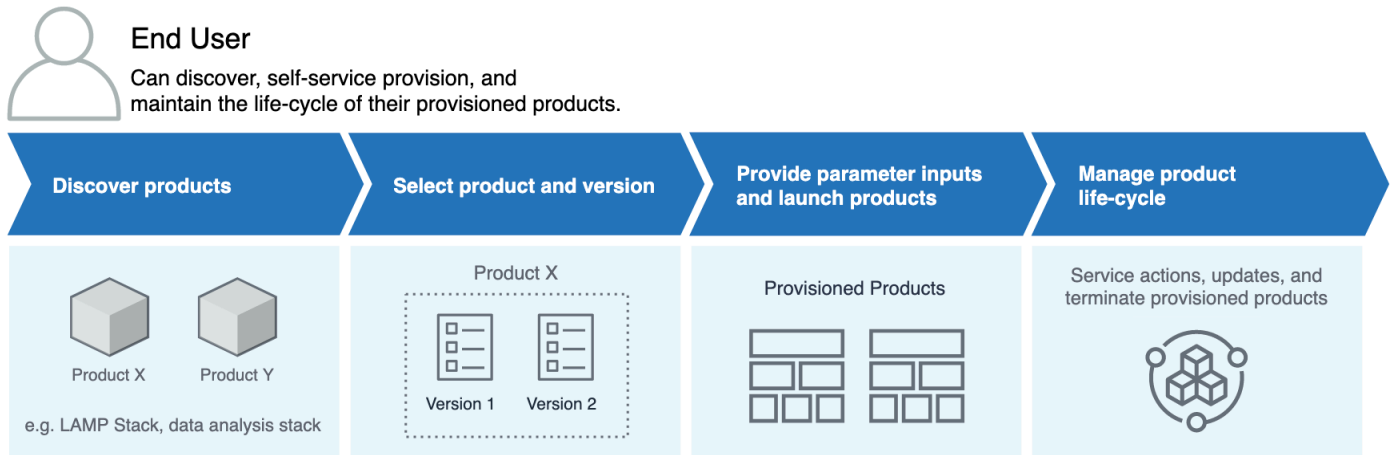 End User
Can discover, self-service provision, and
maintain the life-cycle of their provisioned products.
Discover products
Select product and version
Provide parameter inputs
and launch products
Manage product
life-cycle
Product X
Product Y
e.g. LAMP Stack, data analysis stack
Product X
Version 1
Version 2
Provisioned Products
Service actions, updates, and
terminate provisioned products